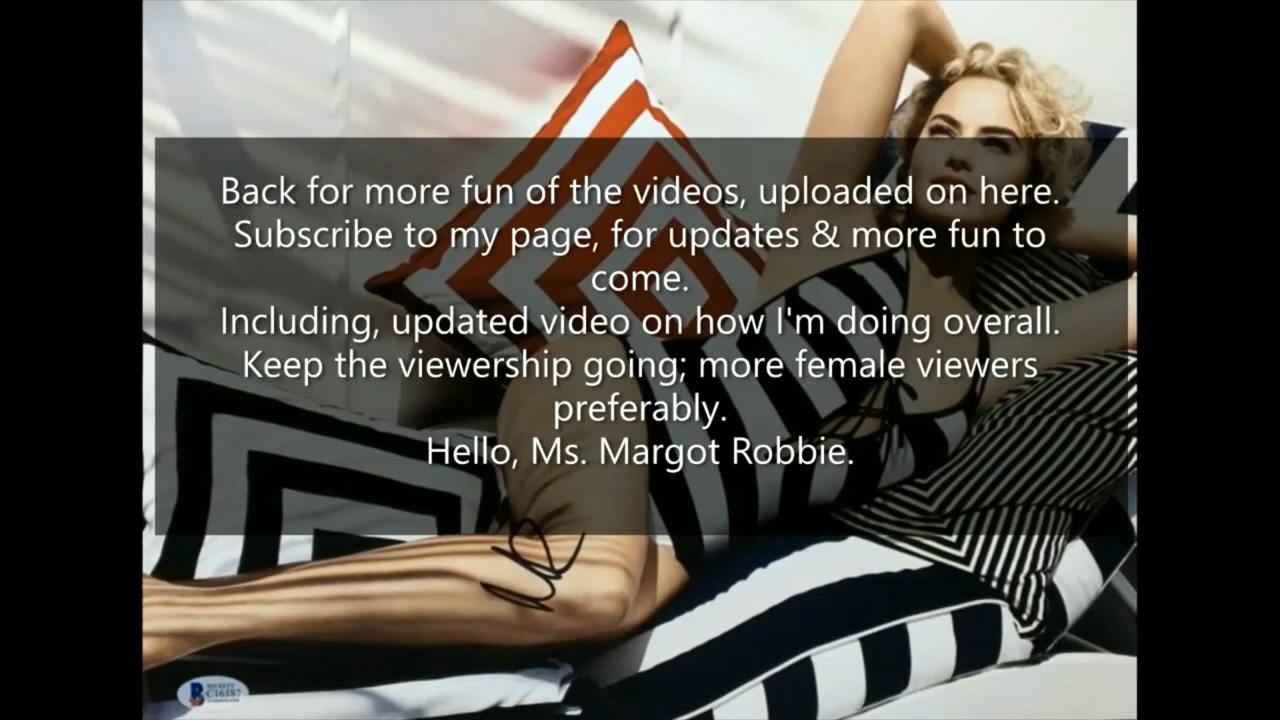 Back for more fun of the videos, uploaded on here.
Subscribe to my page, for updates & more fun to
come.
Including, updated video on how I'm doing overall.
Keep the viewership going; more female viewers
preferably.
Hello, Ms. Margot Robbie.
BECKETT
C16187